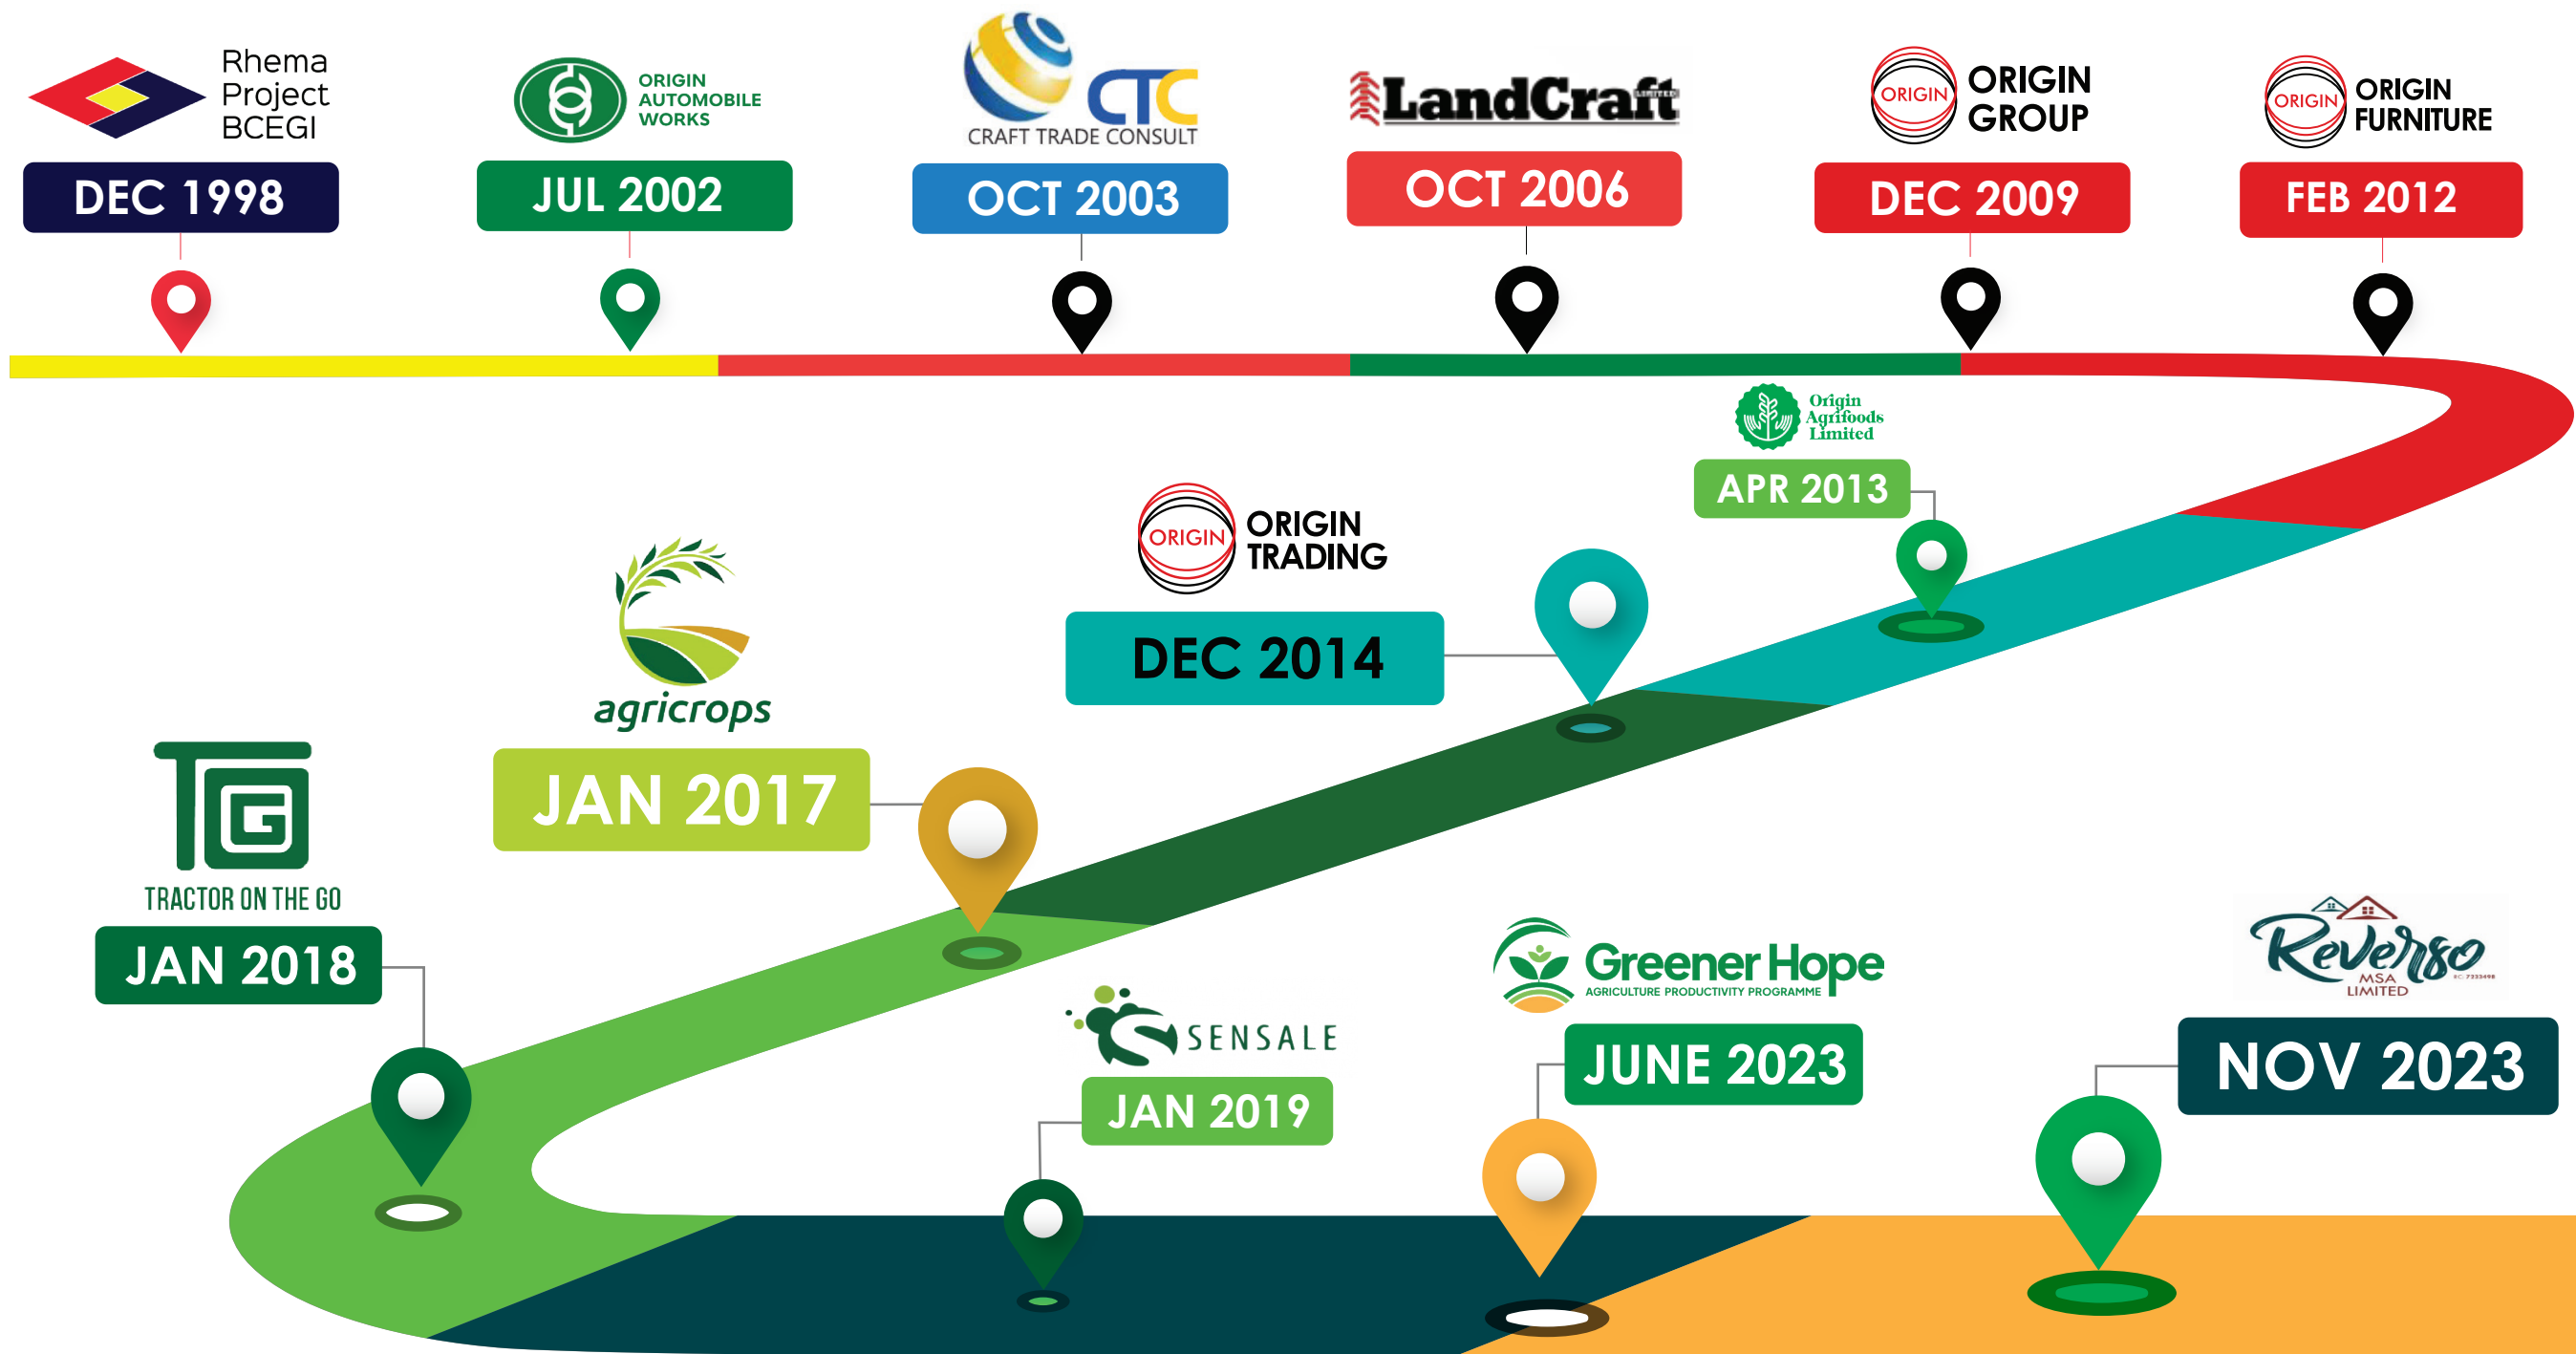 Rhema
Project
BCEGI
DEC 1998
ORIGIN
AUTOMOBILE
WORKS
JUL 2002
CTC
CRAFT TRADE CONSULT
OCT 2003
LandCraft
LIMITED
OCT 2006
ORIGIN
ORIGIN
GROUP
DEC 2009
ORIGIN
ORIGIN
FURNITURE
FEB 2012
Origin
Agrifoods
Limited
APR 2013
ORIGIN
ORIGIN
TRADING
DEC 2014
agricrops
JAN 2017
TG
TRACTOR ON THE GO
JAN 2018
SENSALE
JAN 2019
Greener Hope
AGRICULTURE PRODUCTIVITY PROGRAMME
JUNE 2023
Reverso
MSA
LIMITED
NOV 2023